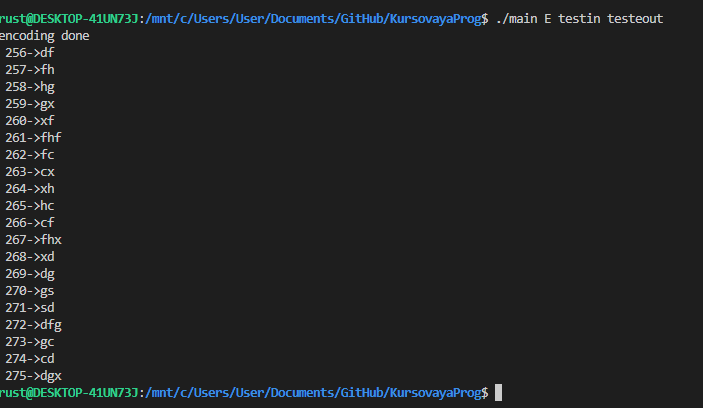 rust@DESKTOP-41UN73J:/mnt/c/Users/User/Documents/GitHub/KursovayaProg$ ./main E testin testeout
encoding done
256->df
257->fh
258->hg
259->gx
260->xf
261->fhf
262->fc
263->cx
264->xh
265->hc
266->cf
267->fhx
268->xd
269->dg
270->gs
271->sd
272->dfg
273->gc
274->cd
275->dgx
rust@DESKTOP-41UN73J:/mnt/c/Users/User/Documents/GitHub/KursovayaProg$